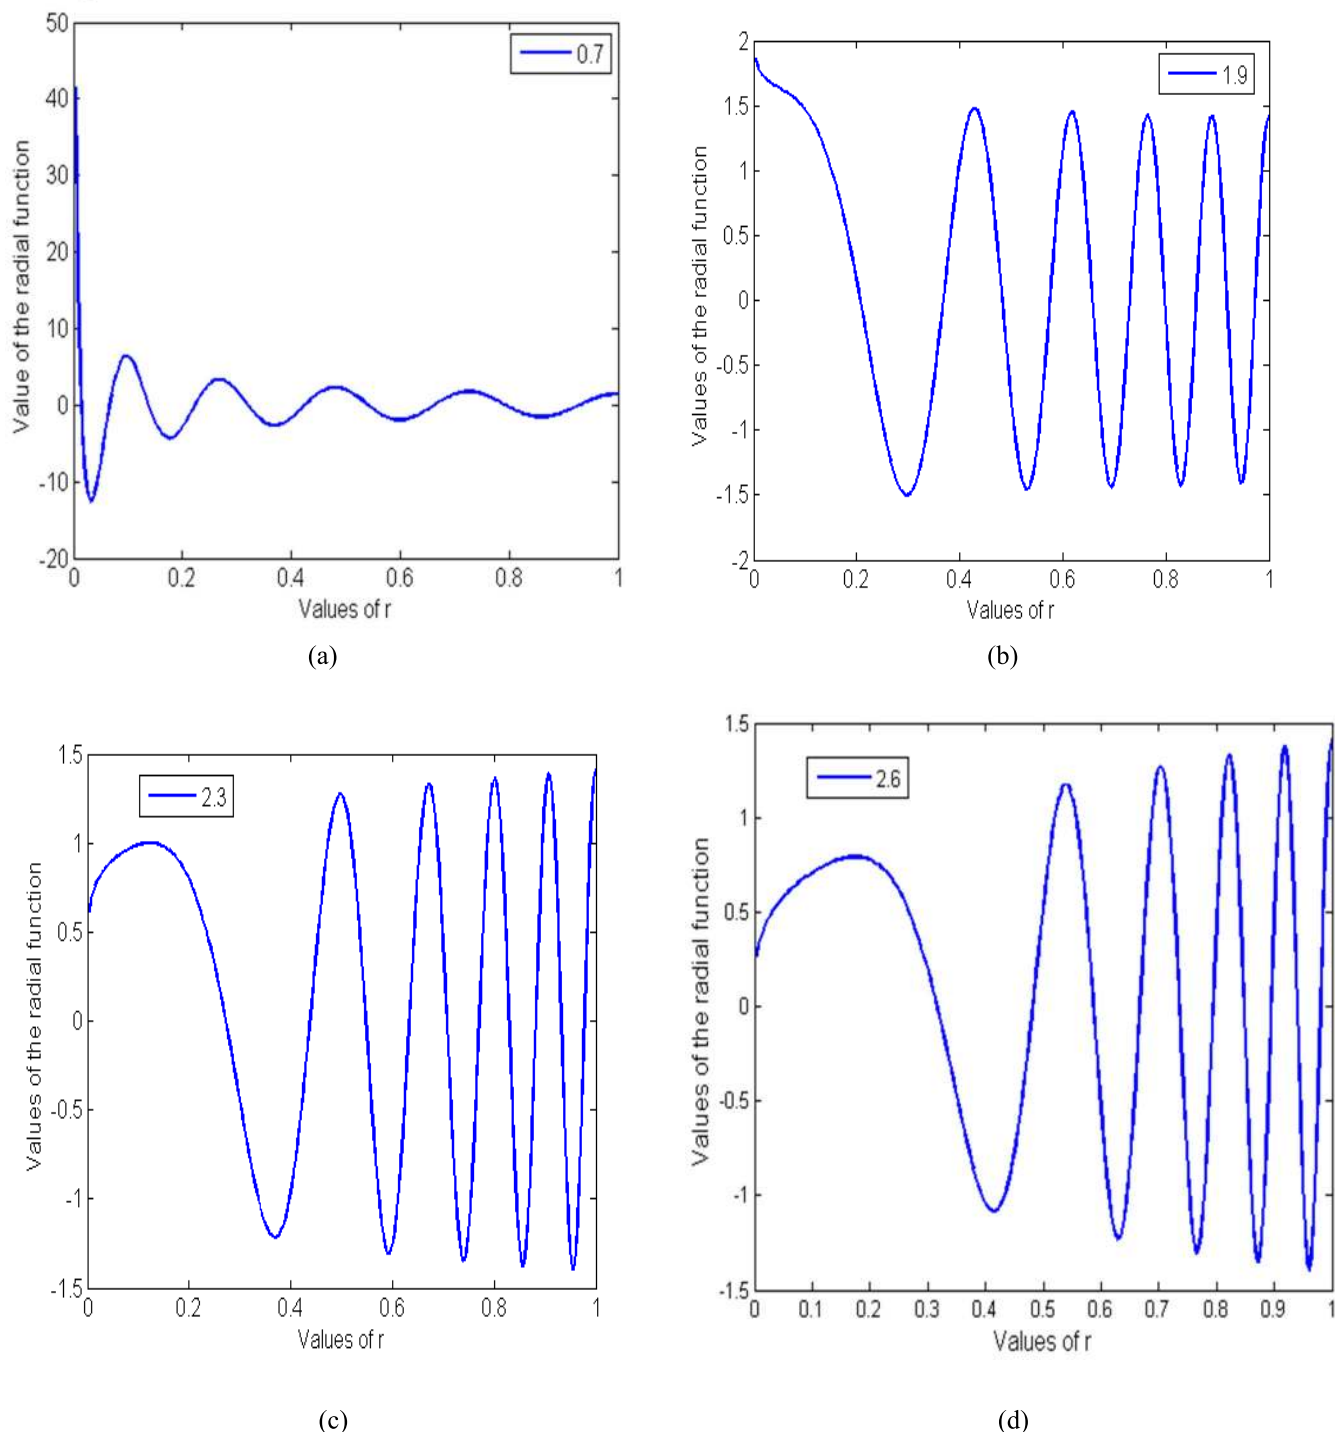 50
40
30
20
10
0
-10
-20
0 0.2 0.4 0.6 0.8 1
Value of the radial function
Values of r
0.7
(a)
2
1.5
1
0.5
0
-0.5
-1
-1.5
-2
0 0.2 0.4 0.6 0.8 1
Values of the radial function
Values of r
1.9
(b)
1.5
1
0.5
0
-0.5
-1
-1.5
0 0.2 0.4 0.6 0.8 1
Values of the radial function
Values of r
2.3
(c)
1.5
1
0.5
0
-0.5
-1
-1.5
0 0.1 0.2 0.3 0.4 0.5 0.6 0.7 0.8 0.9 1
Values of the radial function
Values of r
2.6
(d)